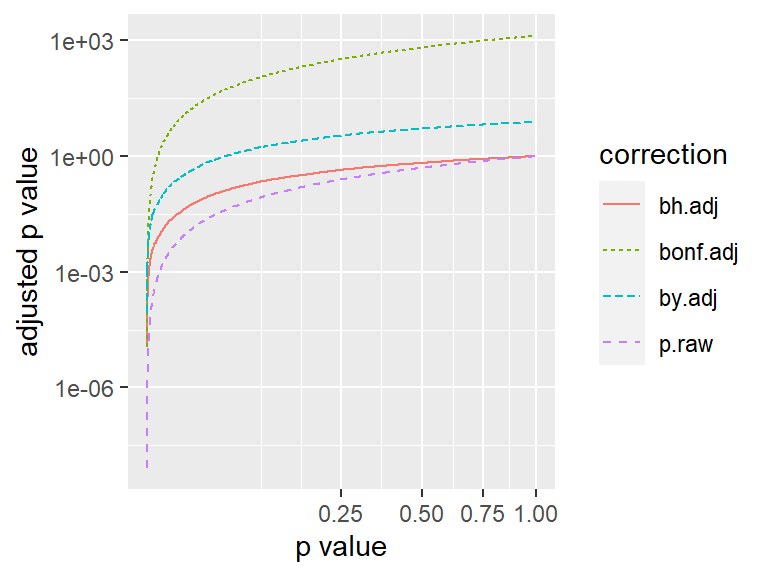 adjusted p value
1e+03
1e+00
1e-03
1e-06
0.25 0.50 0.75 1.00
p value
correction
bh.adj
bonf.adj
by.adj
p.raw